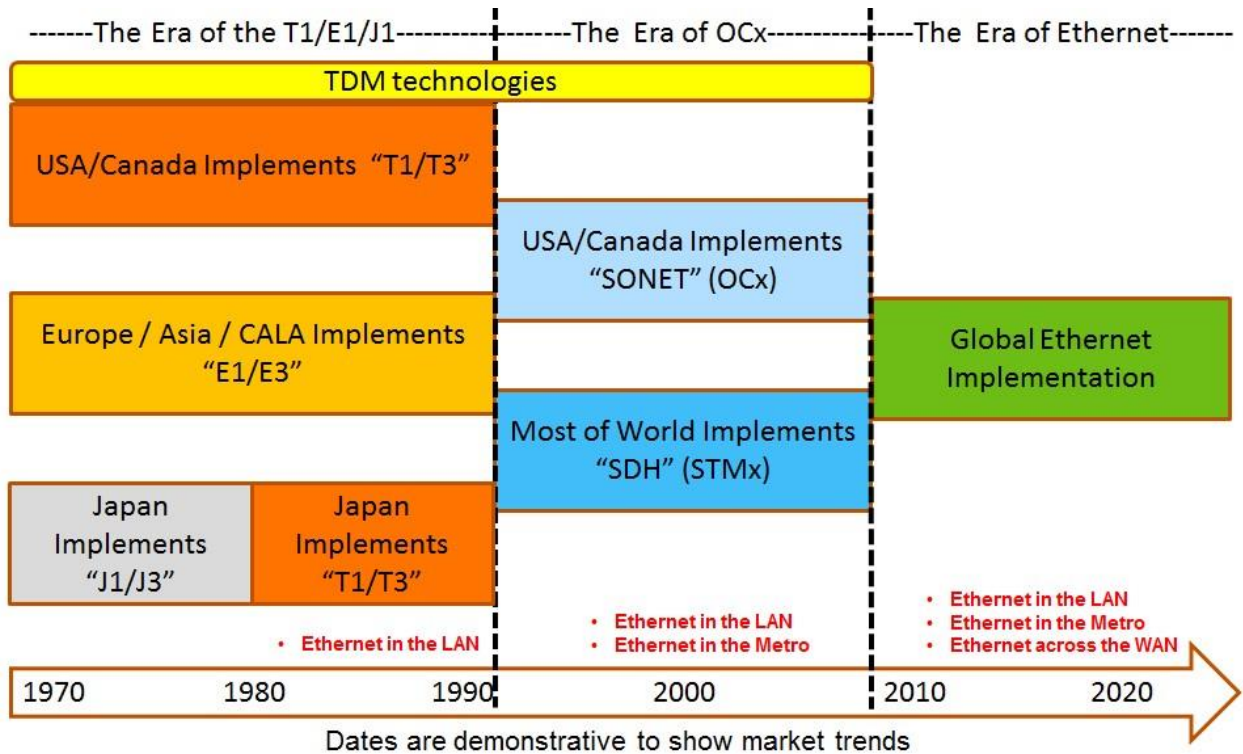 -------The Era of the T1/E1/J1-----------------------The Era of OCx-----------------The Era of Ethernet-------
TDM technologies
USA/Canada Implements “T1/T3”
USA/Canada Implements
“SONET” (OCx)
Europe / Asia / CALA Implements
“E1/E3”
Global Ethernet
Implementation
Most of World Implements
“SDH” (STMx)
Japan
Implements
“J1/J3”
Japan
Implements
“T1/T3”
• Ethernet in the LAN
• Ethernet in the LAN
• Ethernet in the Metro
• Ethernet in the LAN
• Ethernet in the Metro
• Ethernet across the WAN
1970 1980 1990 2000 2010 2020
Dates are demonstrative to show market trends